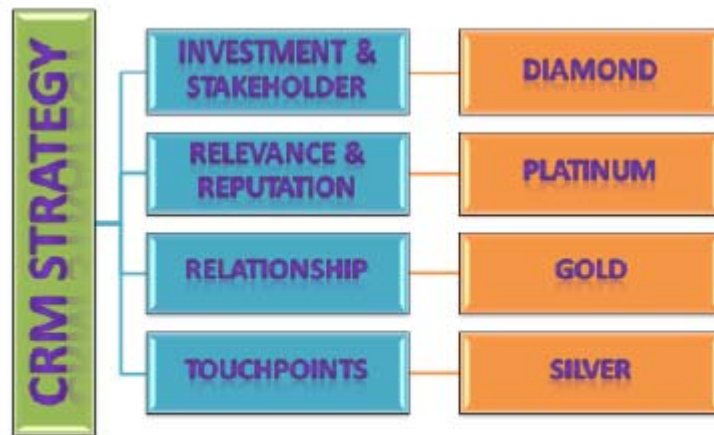 CRM STRATEGY
INVESTMENT &
STAKEHOLDER
DIAMOND
RELEVANCE &
REPUTATION
PLATINUM
RELATIONSHIP
GOLD
TOUCHPOINTS
SILVER